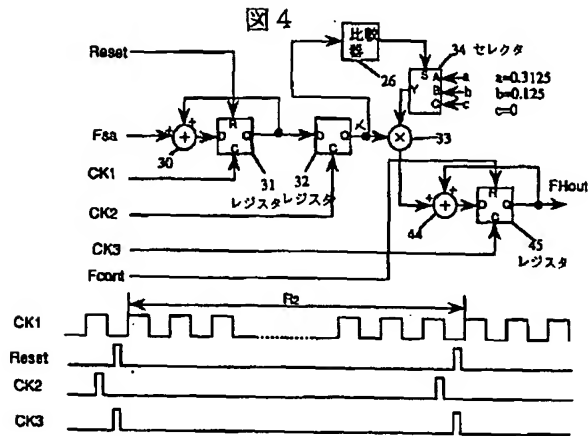 図4
Reset
比較
器
26
S
34 セレクタ
A
a
a=0.3125
Y
B
b
b=0.125
C
c
c=0
Fsa
+
+
30
R
D
Q
C
31
レジスタ
D
Q
C
32
レジスタ
×
33
CK1
CK2
CK3
Fcont
+
+
44
R
D
Q
C
45
レジスタ
FHout
CK1
Reset
CK2
CK3